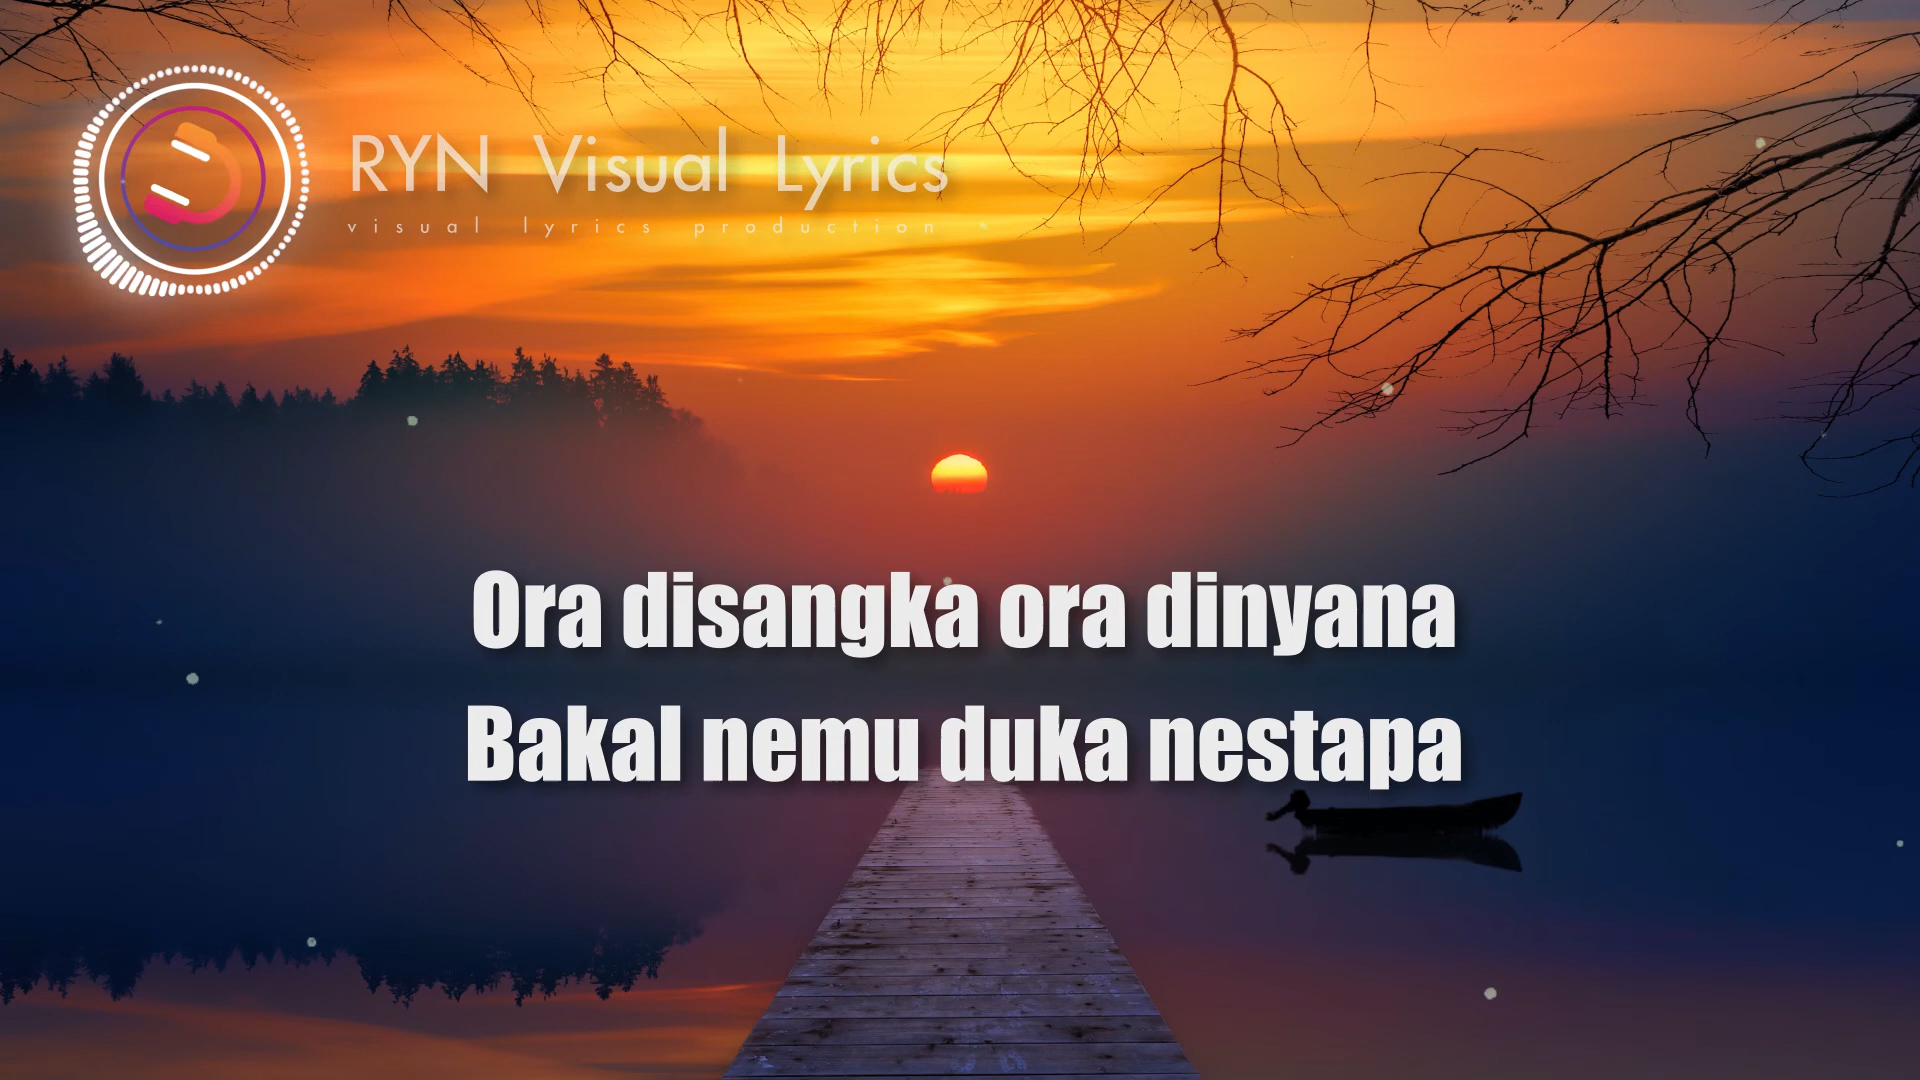 RYN Visual Lyrics
visual lyrics production
Ora disangka ora dinyana
Bakal nemu duka nestapa